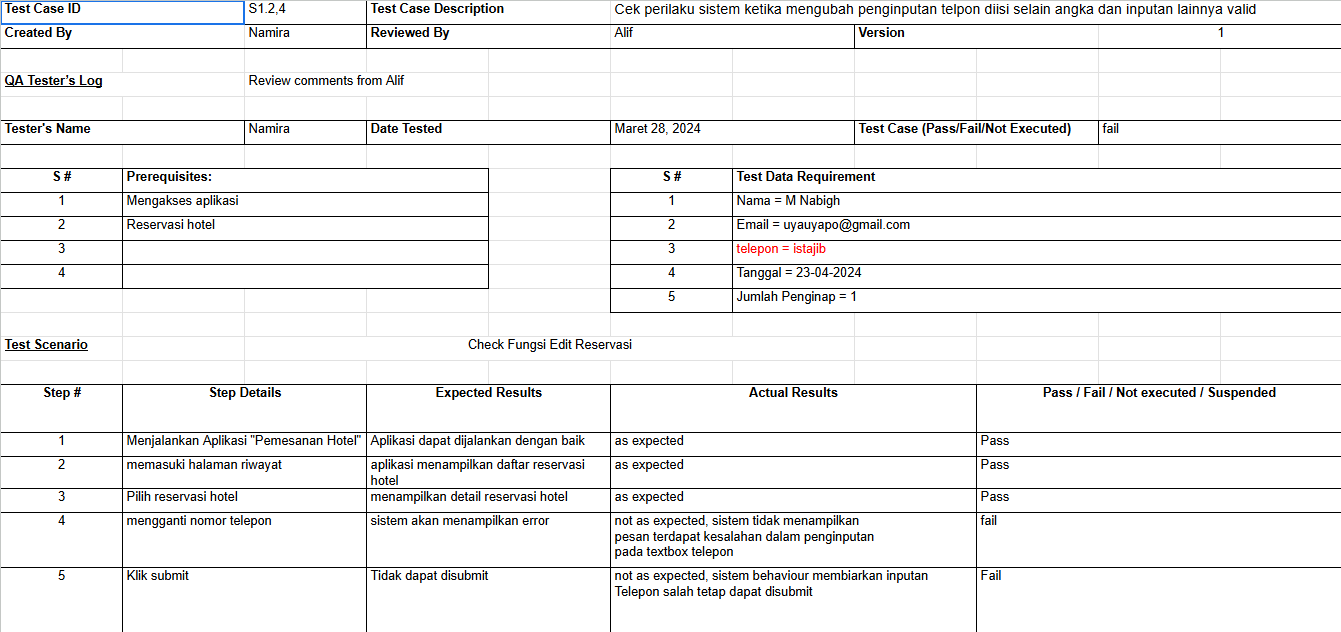 Test Case ID S1.2,4 Test Case Description Cek perilaku sistem ketika mengubah penginputan telpon diisi selain angka dan inputan lainnya valid
Created By Namira Reviewed By Alif Version 1
QA Tester's Log Review comments from Alif
Tester's Name Namira Date Tested Maret 28, 2024 Test Case (Pass/Fail/Not Executed) fail
S # Prerequisites: S # Test Data Requirement
1 Mengakses aplikasi 1 Nama = M Nabigh
2 Reservasi hotel 2 Email = uyauyapo@gmail.com
3 3 telepon = istajib
4 4 Tanggal = 23-04-2024
5 Jumlah Penginap = 1
Test Scenario Check Fungsi Edit Reservasi
Step # Step Details Expected Results Actual Results Pass / Fail / Not executed / Suspended
1 Menjalankan Aplikasi "Pemesanan Hotel" Aplikasi dapat dijalankan dengan baik as expected Pass
2 memasuki halaman riwayat aplikasi menampilkan daftar reservasi as expected Pass
hotel
3 Pilih reservasi hotel menampilkan detail reservasi hotel as expected Pass
4 mengganti nomor telepon sistem akan menampilkan error not as expected, sistem tidak menampilkan fail
pesan terdapat kesalahan dalam penginputan
pada textbox telepon
5 Klik submit Tidak dapat disubmit not as expected, sistem behaviour membiarkan inputan Fail
Telepon salah tetap dapat disubmit